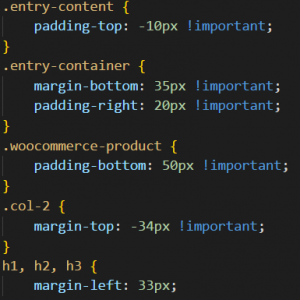 .entry-content {
    padding-top: -10px !important;
}
.entry-container {
    margin-bottom: 35px !important;
    padding-right: 20px !important;
}
.woocommerce-product {
    padding-bottom: 50px !important;
}
.col-2 {
    margin-top: -34px !important;
}
h1, h2, h3 {
    margin-left: 33px;